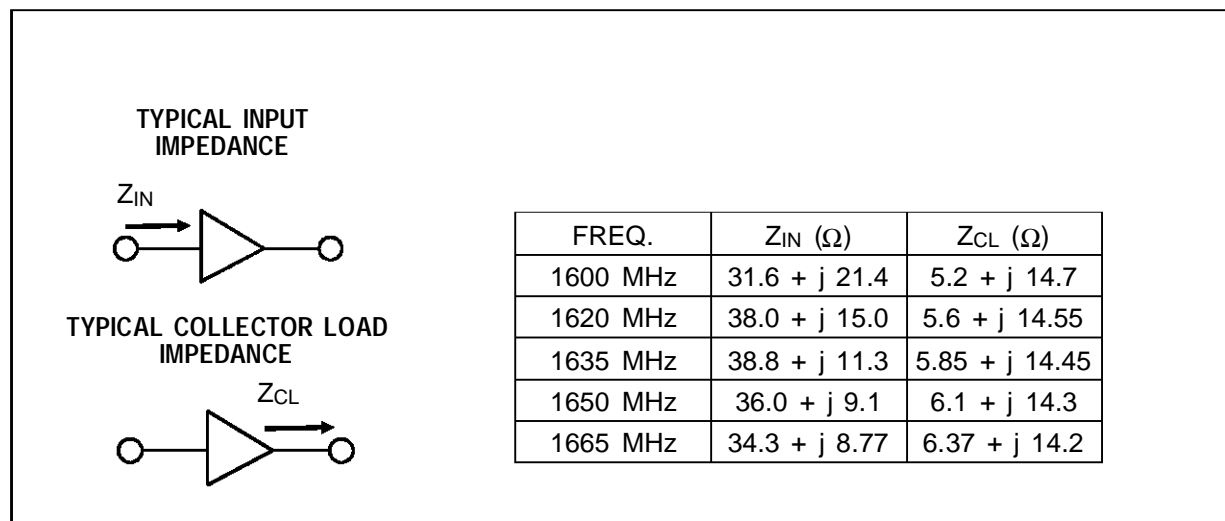 TYPICAL INPUT
IMPEDANCE
ZIN
TYPICAL COLLECTOR LOAD
IMPEDANCE
ZCL
FREQ. ZIN (Ω) ZCL (Ω)
1600 MHz 31.6 + j 21.4 5.2 + j 14.7
1620 MHz 38.0 + j 15.0 5.6 + j 14.55
1635 MHz 38.8 + j 11.3 5.85 + j 14.45
1650 MHz 36.0 + j 9.1 6.1 + j 14.3
1665 MHz 34.3 + j 8.77 6.37 + j 14.2